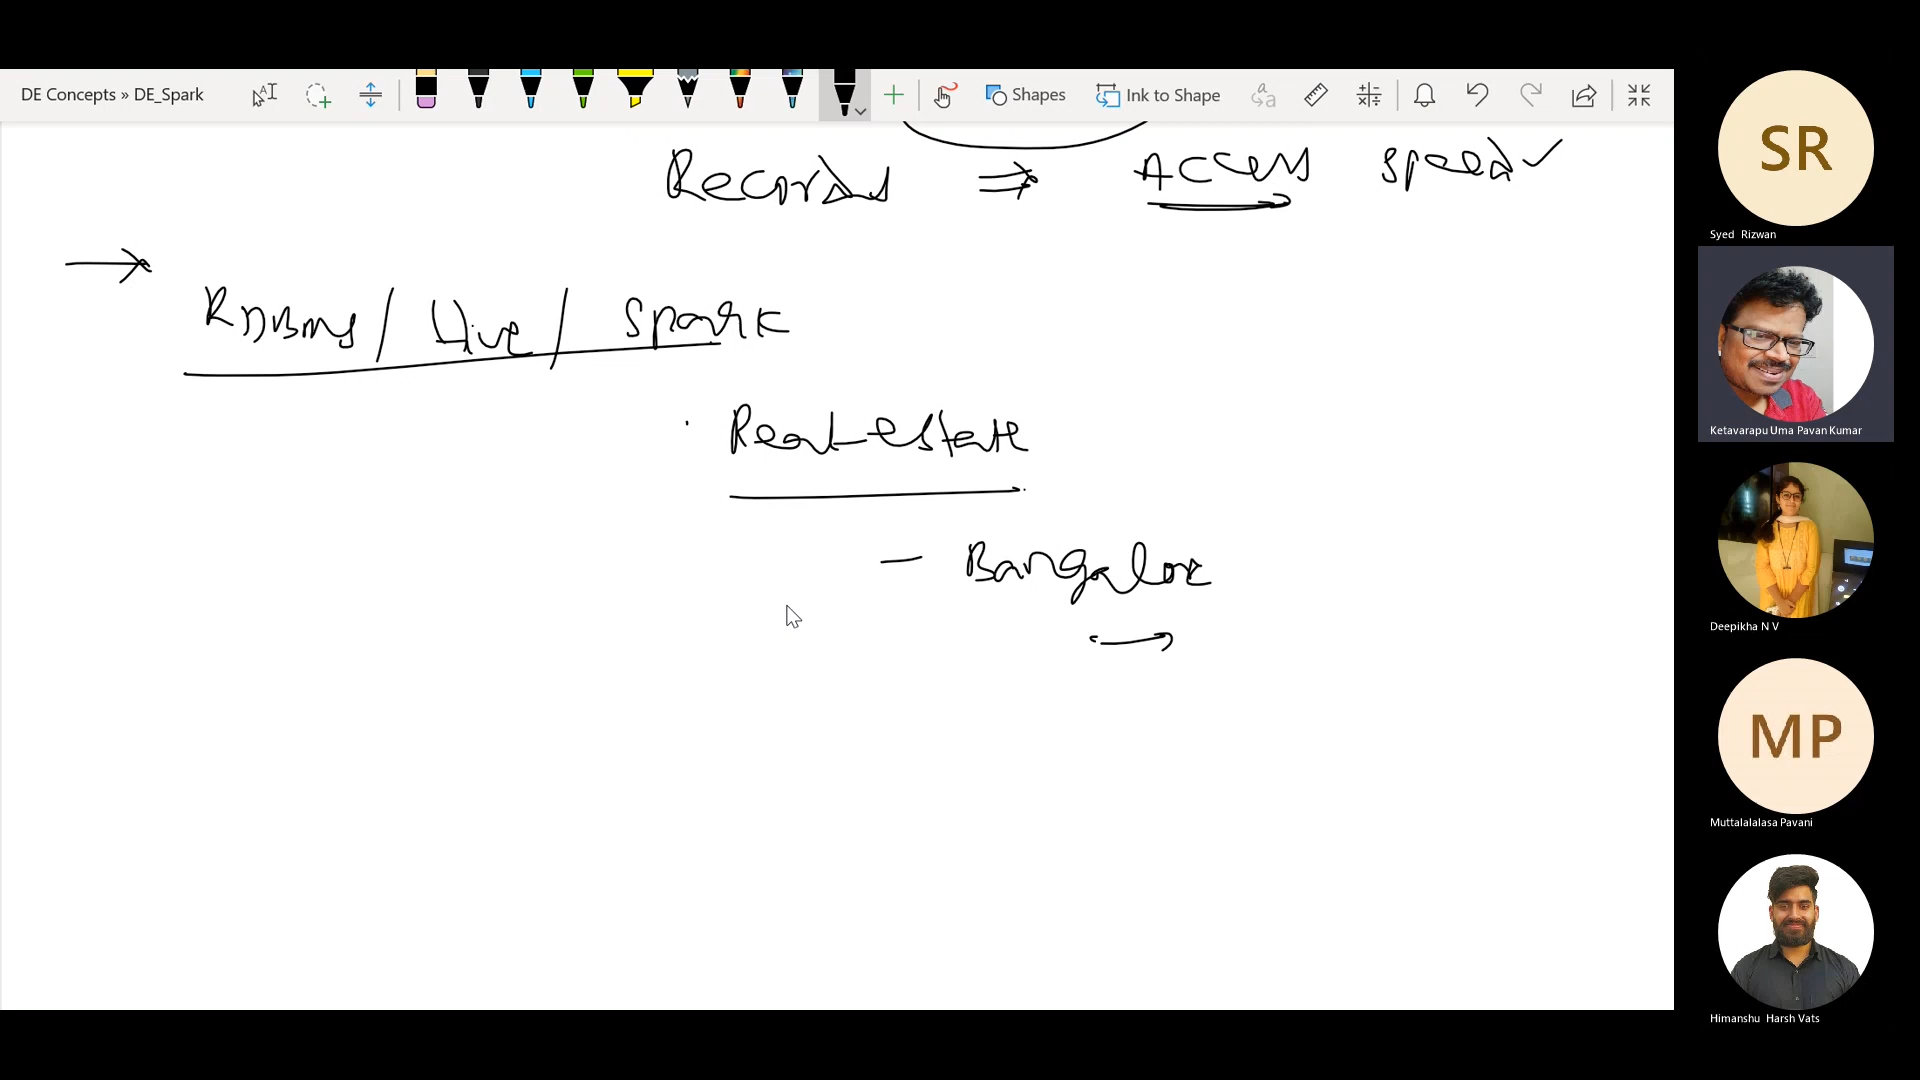 DE Concepts » DE_Spark
Shapes
Ink to Shape
Records ⇒ Access speed ✓
→
RDBMS / Hive / Spark
Real-estate
- Bangalore
→
SR
Syed Rizwan
Ketavarapu Uma Pavan Kumar
Deepikha N V
MP
Muttalalalasa Pavani
Himanshu Harsh Vats